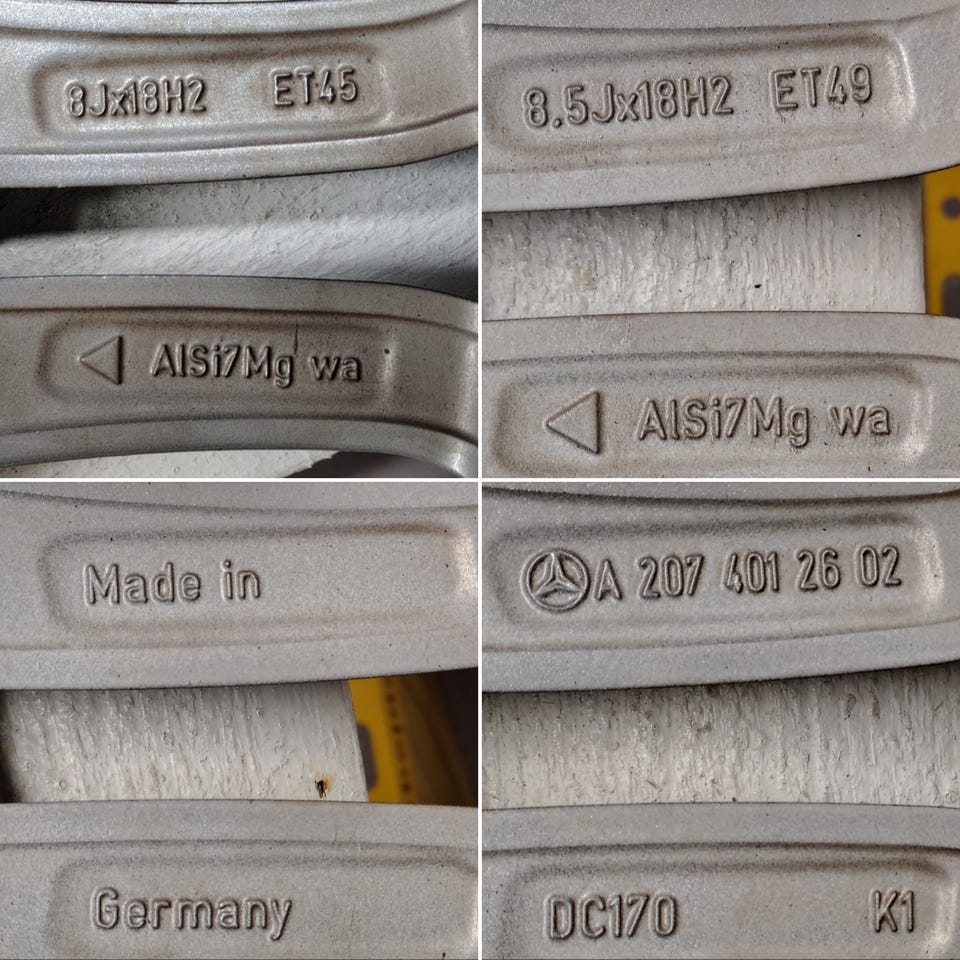 8Jx18H2 ET45
AlSi7Mg wa
8.5Jx18H2 ET49
AlSi7Mg wa
Made in
Germany
A 207 401 26 02
DC170 K1